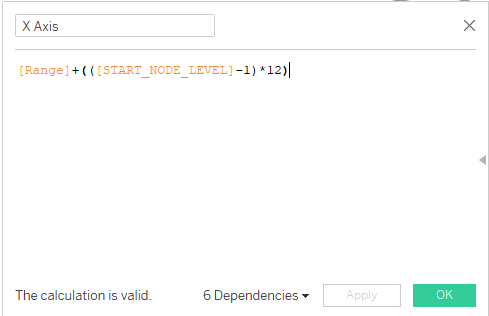 X Axis
[Range]+(([START_NODE_LEVEL]-1)*12)
The calculation is valid. 6 Dependencies Apply OK